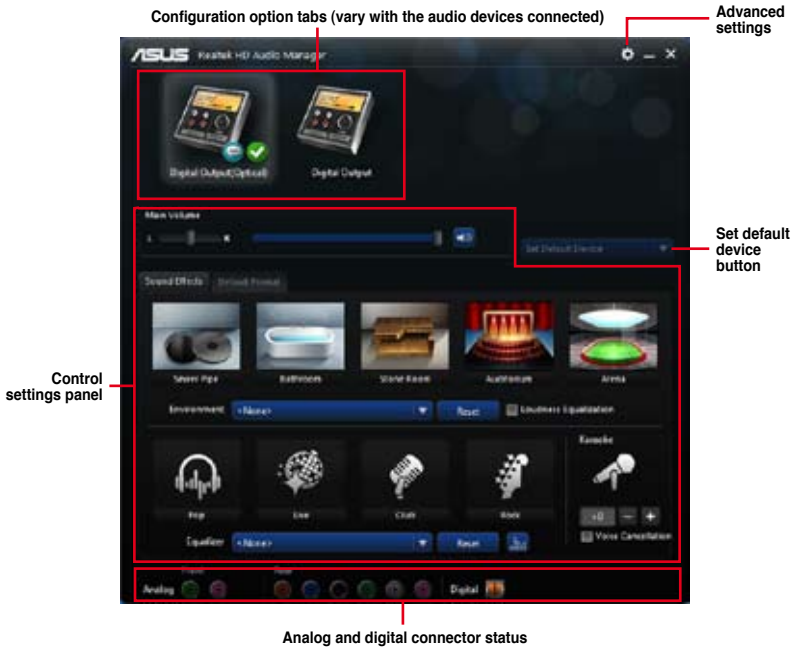 Configuration option tabs (vary with the audio devices connected)
Advanced
settings
ASUS Realtek HD Audio Manager
Digital Output(Optical)
Digital Output
Main Volume
L
R
Set Default Device
Set default
device
button
Sound Effects
Default Format
Sewer Pipe
Bathroom
Stone Room
Auditorium
Arena
Control
settings panel
Environment
<None>
Reset
Loudness Equalization
Karaoke
Pop
Live
Club
Rock
+0
Equalizer
<None>
Reset
Voice Cancellation
Front
Rear
Analog
Digital
Analog and digital connector status